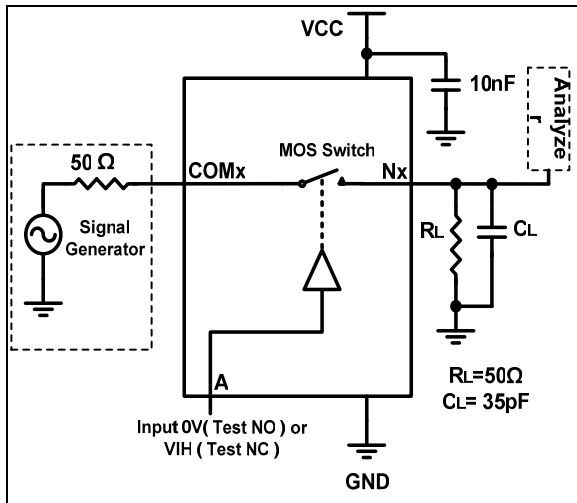 VCC
10nF
Analyze
r
50 Ω
MOS Switch
COMx
Nx
Signal
Generator
RL
CL
A
RL=50Ω
CL= 35pF
Input 0V( Test NO ) or
VIH ( Test NC )
GND